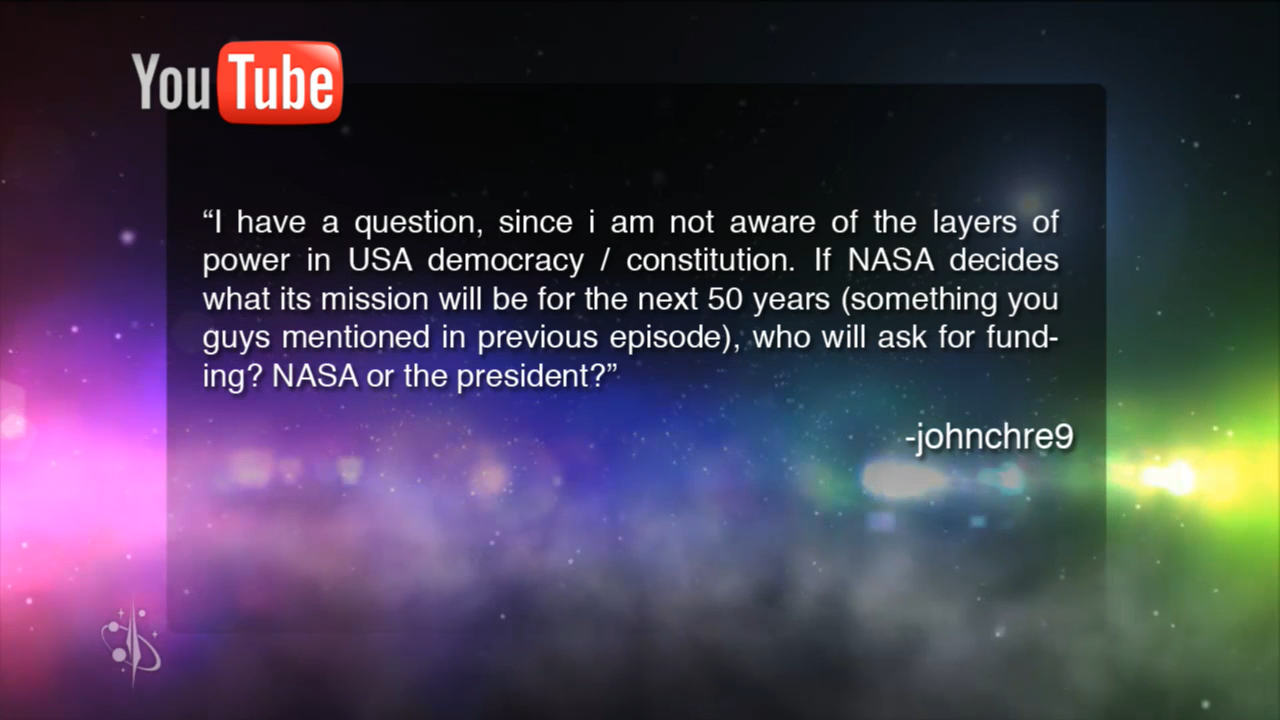 YouTube
“I have a question, since i am not aware of the layers of
power in USA democracy / constitution. If NASA decides
what its mission will be for the next 50 years (something you
guys mentioned in previous episode), who will ask for fund-
ing? NASA or the president?”
-johnchre9